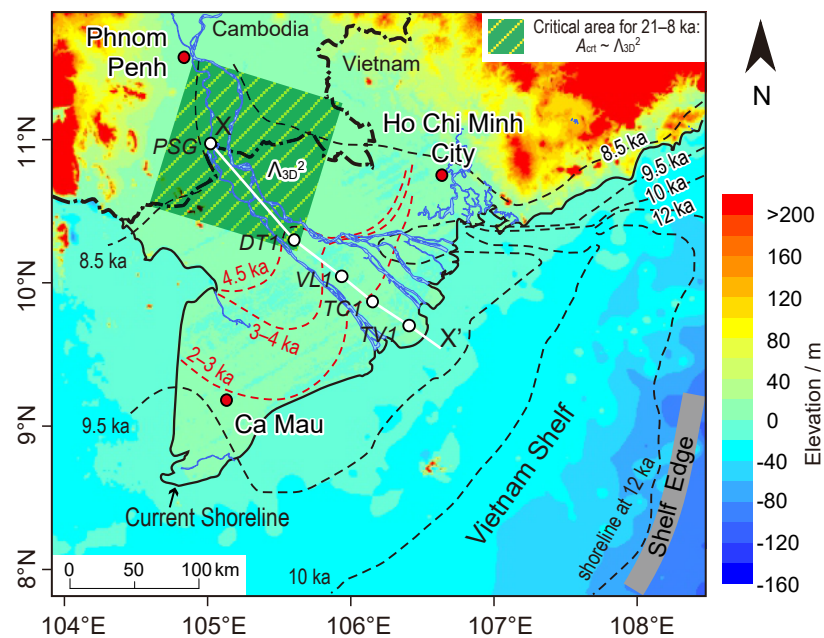 Cambodia
Critical area for 21–8 ka:
A_crt ~ Λ_3D²
Phnom
Penh
Vietnam
N
11°N
10°N
9°N
8°N
X
PSG
Λ_3D²
Ho Chi Minh
City
8.5 ka
9.5 ka
10 ka
12 ka
DT1
8.5 ka
4.5 ka
VL1
3–4 ka
TC1
TV1
X'
2–3 ka
Ca Mau
9.5 ka
Current Shoreline
Vietnam Shelf
shoreline at 12 ka
Shelf Edge
10 ka
0 50 100 km
104°E 105°E 106°E 107°E 108°E
>200
160
120
80
40
0
-40
-80
-120
-160
Elevation / m